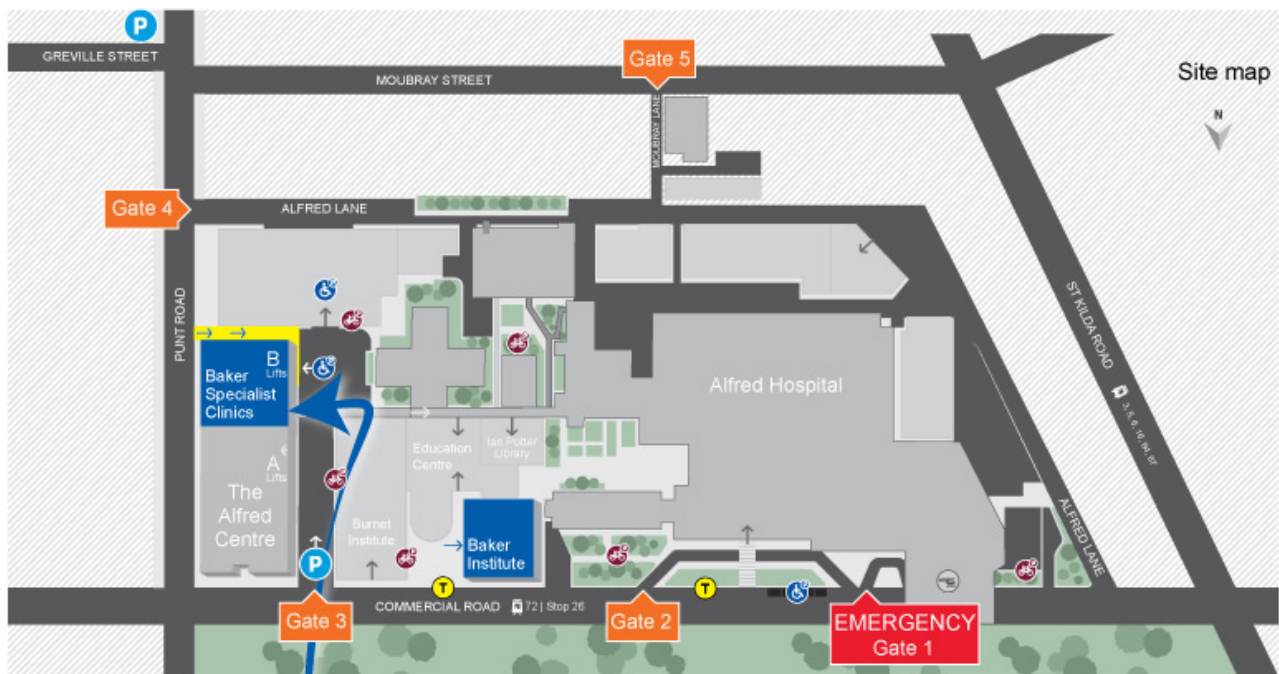 P
GREVILLE STREET
MOUBRAY STREET
Gate 5
Site map
N
MOUBRAY LANE
Gate 4
ALFRED LANE
PUNT ROAD
ST KILDA ROAD
B
Lifts
Baker
Specialist
Clinics
Alfred Hospital
A
Lifts
The
Alfred
Centre
Education
Centre
Ian Potter
Library
Burnet
Institute
Baker
Institute
ALFRED LANE
P
T
T
COMMERCIAL ROAD 72 | Stop 26
Gate 3
Gate 2
EMERGENCY
Gate 1